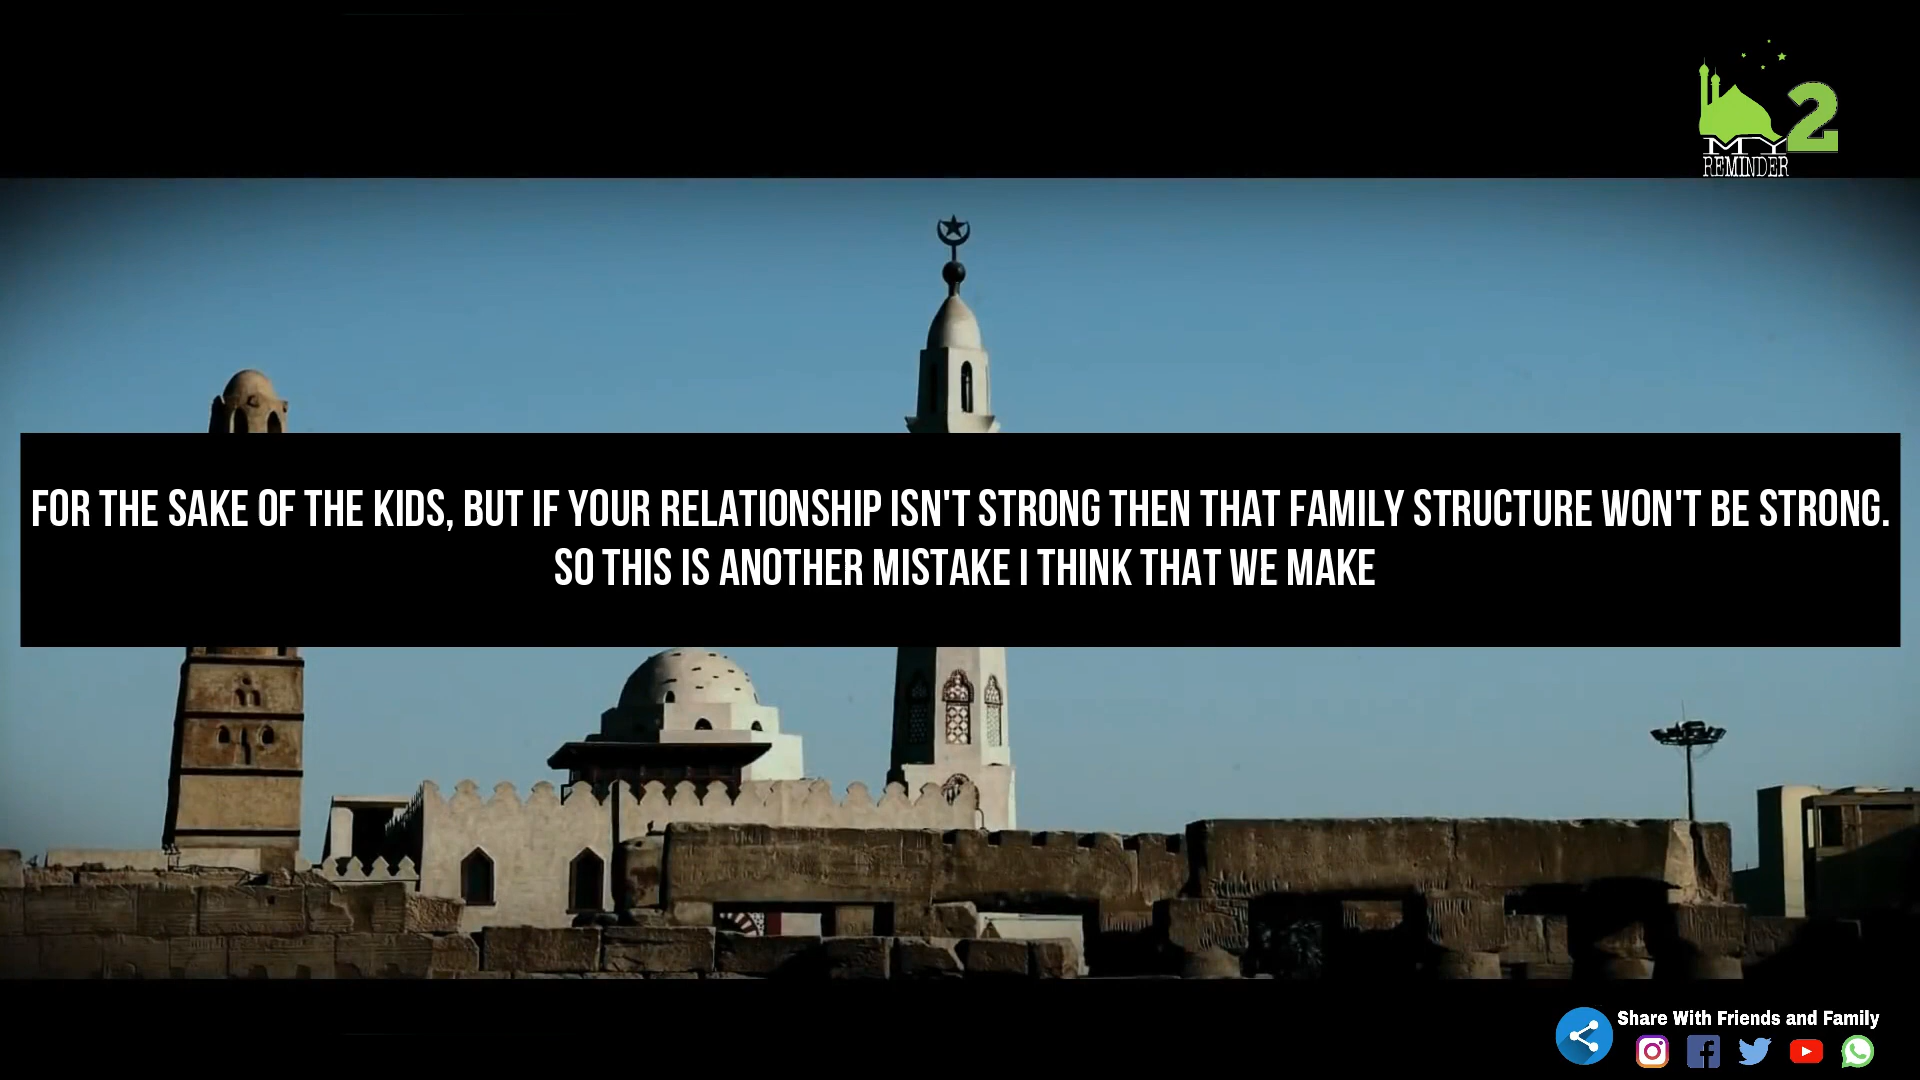 2
MY
REMINDER
FOR THE SAKE OF THE KIDS, BUT IF YOUR RELATIONSHIP ISN'T STRONG THEN THAT FAMILY STRUCTURE WON'T BE STRONG.
SO THIS IS ANOTHER MISTAKE I THINK THAT WE MAKE
Share With Friends and Family